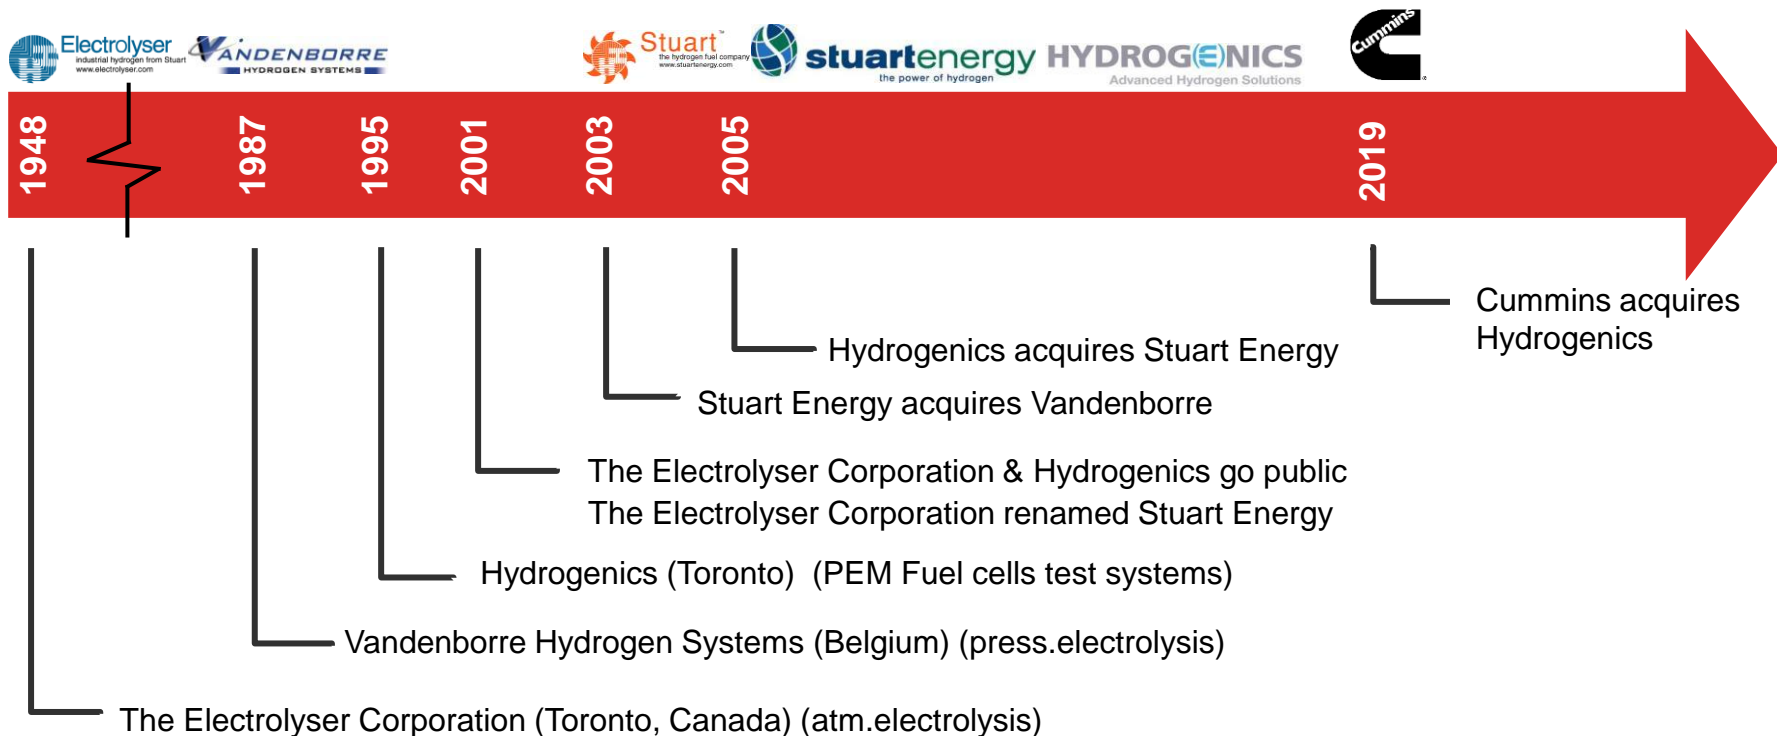 Electrolyser
industrial hydrogen from Stuart
www.electrolyser.com
VANDENBORRE
HYDROGEN SYSTEMS
Stuart™
the hydrogen fuel company
www.stuartenergy.com
stuartenergy
the power of hydrogen
HYDROG(E)NICS
Advanced Hydrogen Solutions
Cummins
®
1948
1987
1995
2001
2003
2005
2019
Cummins acquires
Hydrogenics
Hydrogenics acquires Stuart Energy
Stuart Energy acquires Vandenborre
The Electrolyser Corporation & Hydrogenics go public
The Electrolyser Corporation renamed Stuart Energy
Hydrogenics (Toronto)  (PEM Fuel cells test systems)
Vandenborre Hydrogen Systems (Belgium) (press.electrolysis)
The Electrolyser Corporation (Toronto, Canada) (atm.electrolysis)